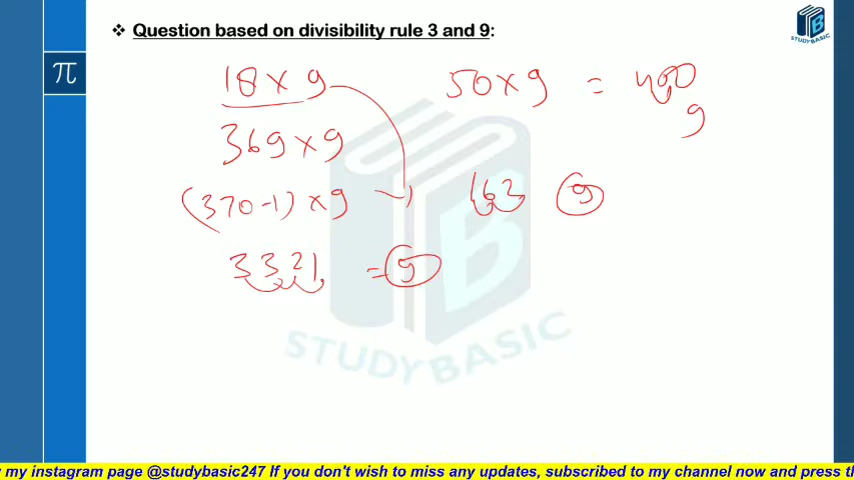 ❖ Question based on divisibility rule 3 and 9:
STUDYBASIC
π
18 × 9
50 × 9 = 450
9
369 × 9
(370-1) × 9
162 9
3321 = 9
STUDYBASIC
my instagram page @studybasic247 If you don't wish to miss any updates, subscribed to my channel now and press th